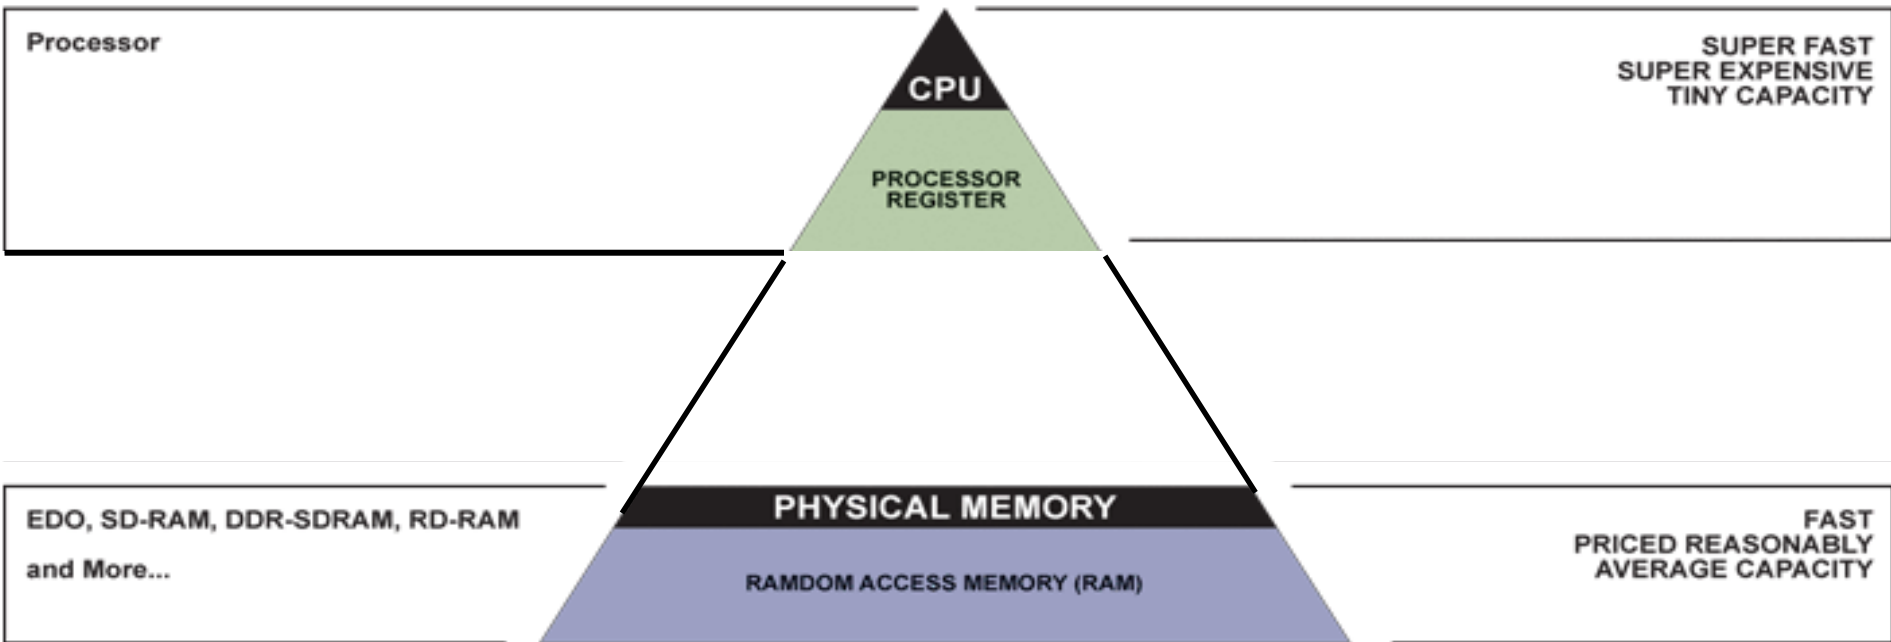 Processor
CPU
PROCESSOR
REGISTER
SUPER FAST
SUPER EXPENSIVE
TINY CAPACITY
EDO, SD-RAM, DDR-SDRAM, RD-RAM
and More...
PHYSICAL MEMORY
RAMDOM ACCESS MEMORY (RAM)
FAST
PRICED REASONABLY
AVERAGE CAPACITY